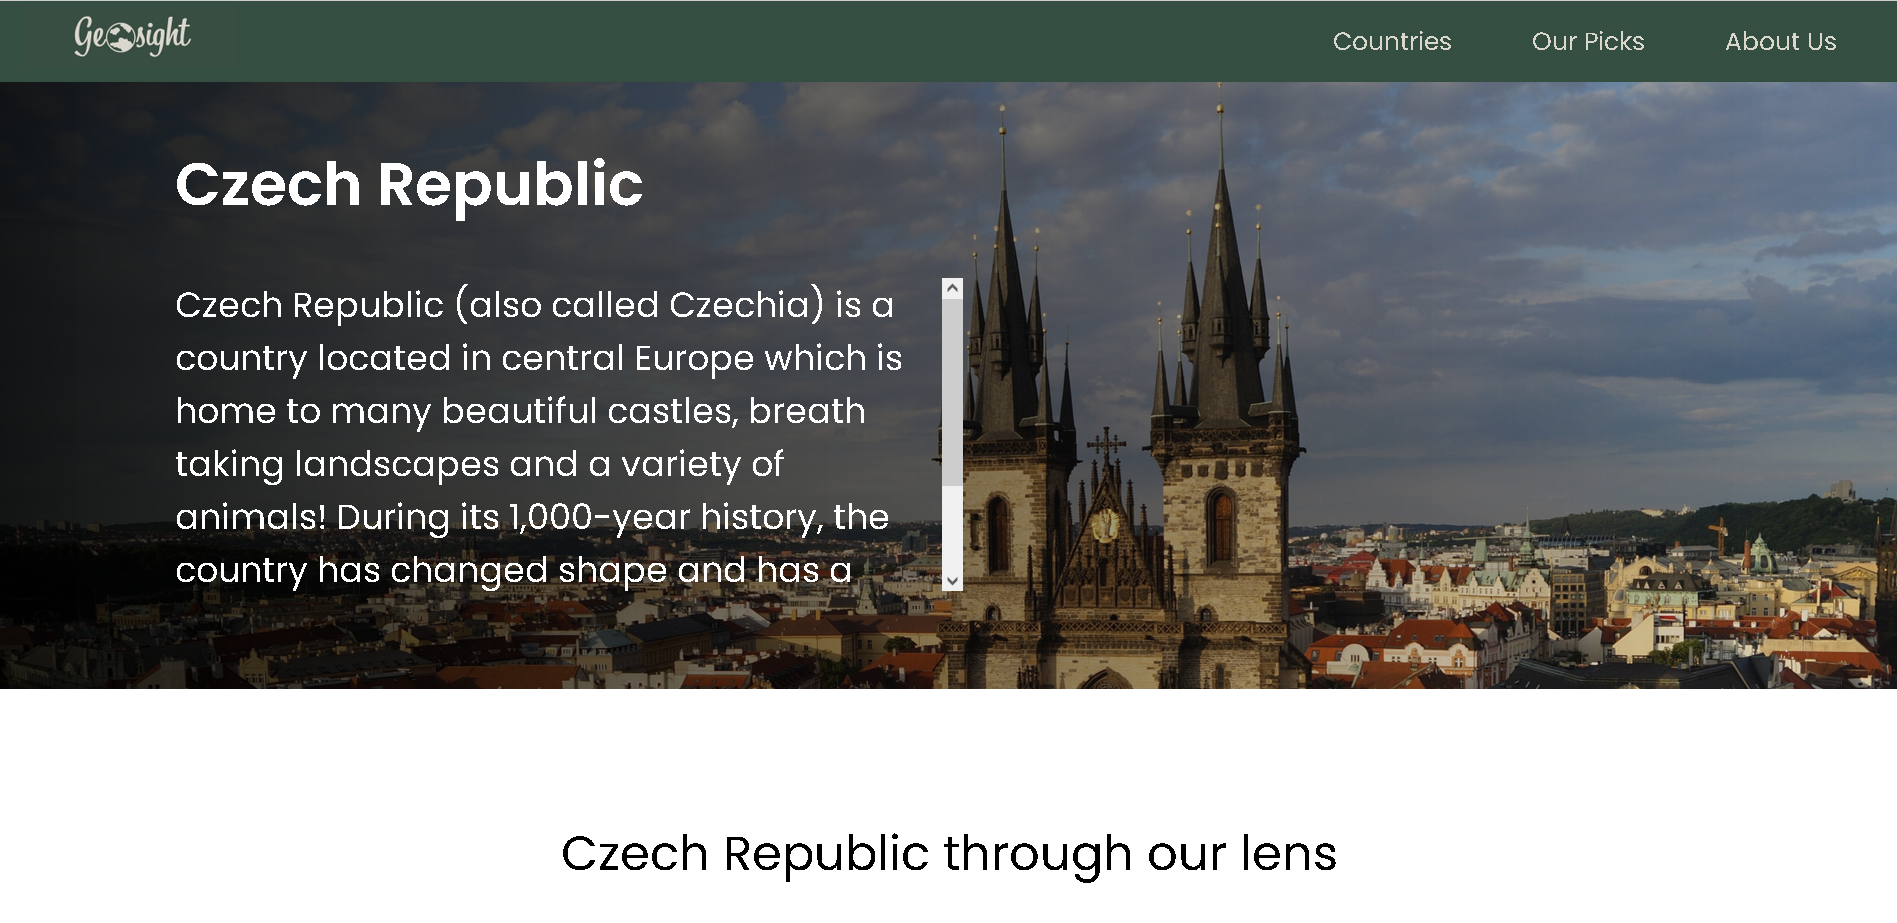 Geosight
Countries
Our Picks
About Us
Czech Republic
Czech Republic (also called Czechia) is a
country located in central Europe which is
home to many beautiful castles, breath
taking landscapes and a variety of
animals! During its 1,000-year history, the
country has changed shape and has a
Czech Republic through our lens